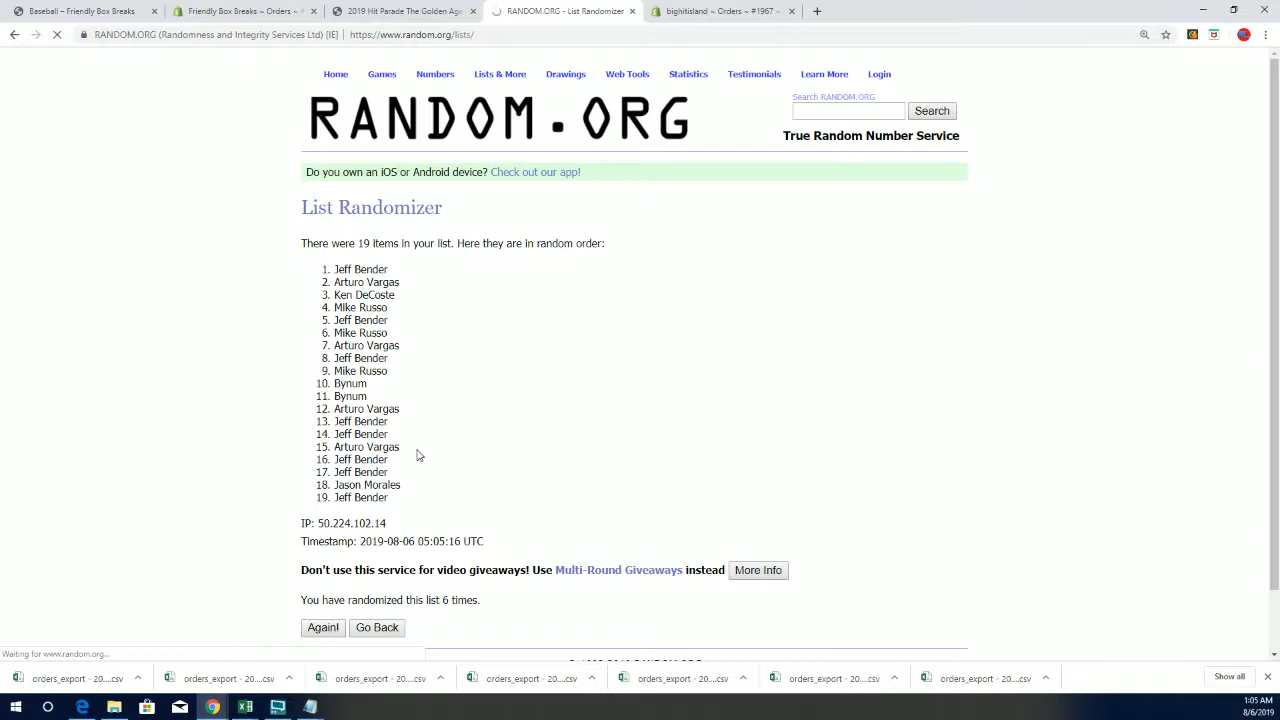 Baseball – Friendly Box Breaks
Friendly Box Breaks ~ Orders ~
2019 Hit Parade The Golden Age
RANDOM.ORG - List Randomizer
bighitisland ~ Orders ~ #1967 ~
RANDOM.ORG (Randomness and Integrity Services Ltd) [IE] | https://www.random.org/lists/
Home Games Numbers Lists & More Drawings Web Tools Statistics Testimonials Learn More Login
RANDOM.ORG
Search RANDOM.ORG
Search
True Random Number Service
Do you own an iOS or Android device? Check out our app!
List Randomizer
There were 19 items in your list. Here they are in random order:
1. Jeff Bender
2. Arturo Vargas
3. Ken DeCoste
4. Mike Russo
5. Jeff Bender
6. Mike Russo
7. Arturo Vargas
8. Jeff Bender
9. Mike Russo
10. Bynum
11. Bynum
12. Arturo Vargas
13. Jeff Bender
14. Jeff Bender
15. Arturo Vargas
16. Jeff Bender
17. Jeff Bender
18. Jason Morales
19. Jeff Bender
IP: 50.224.102.14
Timestamp: 2019-08-06 05:05:16 UTC
Don't use this service for video giveaways! Use Multi-Round Giveaways instead More Info
You have randomized this list 6 times.
Again! Go Back
Waiting for www.random.org...
orders_export - 20....csv orders_export - 20....csv orders_export - 20....csv orders_export - 20....csv orders_export - 20....csv orders_export - 20....csv orders_export - 20....csv Show all
1:05 AM
8/6/2019